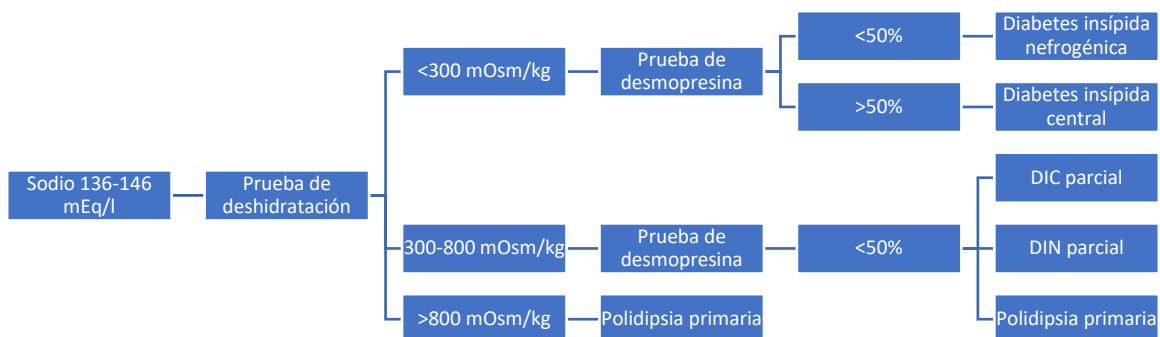 Sodio 136-146
mEq/l
Prueba de
deshidratación
<300 mOsm/kg
Prueba de
desmopresina
<50%
Diabetes insípida
nefrogénica
>50%
Diabetes insípida
central
300-800 mOsm/kg
Prueba de
desmopresina
<50%
DIC parcial
DIN parcial
Polidipsia primaria
>800 mOsm/kg
Polidipsia primaria